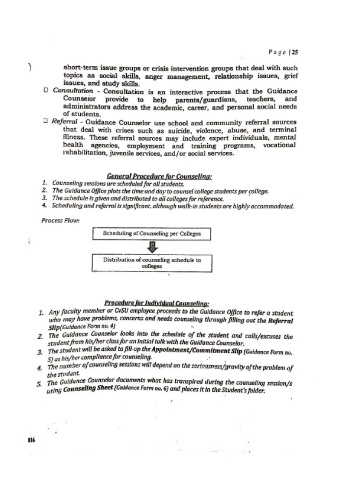 Page | 25
short-term issue groups or crisis intervention groups that deal with such
topics as social skills, anger management, relationship issues, grief
issues, and study skills.
□ Consultation - Consultation is an interactive process that the Guidance
Counselor provide to help parents/guardians, teachers, and
administrators address the academic, career, and personal social needs
of students.
□ Referral - Guidance Counselor use school and community referral sources
that deal with crises such as suicide, violence, abuse, and terminal
illness. These referral sources may include expert individuals, mental
health agencies, employment and training programs, vocational
rehabilitation, juvenile services, and/or social services.
General Procedure for Counseling:
1. Counseling sessions are scheduled for all students.
2. The Guidance Office plots the time and day to counsel college students per college.
3. The schedule is given and distributed to all colleges for reference.
4. Scheduling and referral is significant, although walk-in students are highly accommodated.
Process Flow:
Scheduling of Counseling per Colleges
Distribution of counseling schedule to
colleges
Procedure for Individual Counseling:
1. Any faculty member or CvSU employee proceeds to the Guidance Office to refer a student
who may have problems, concerns and needs counseling through filling out the Referral
Slip(Guidance Form no. 4)
2. The Guidance Counselor looks into the schedule of the student and calls/excuses the
student from his/her class for an initial talk with the Guidance Counselor.
3. The student will be asked to fill-up the Appointment/Commitment Slip (Guidance Form no.
5) as his/her compliance for counseling.
4. The number of counseling sessions will depend on the seriousness/gravity of the problem of
the student.
5. The Guidance Counselor documents what has transpired during the counseling session/s
using Counseling Sheet (Guidance Form no. 6) and places it in the Student's folder.
116